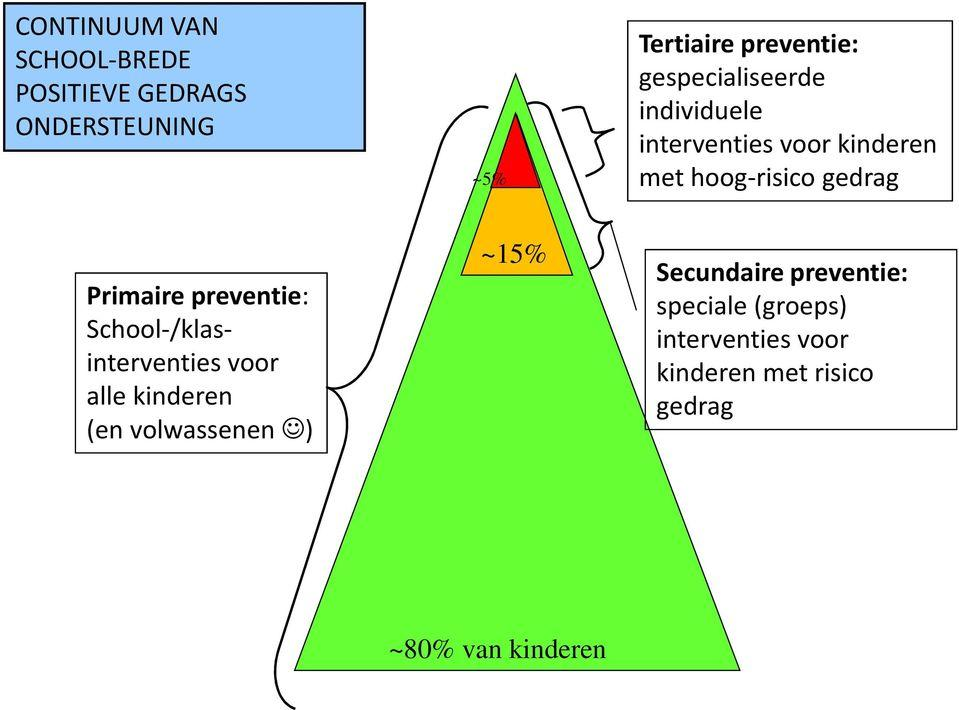 CONTINUUM VAN
SCHOOL-BREDE
POSITIEVE GEDRAGS
ONDERSTEUNING
Tertiaire preventie:
gespecialiseerde
individuele
interventies voor kinderen
met hoog-risico gedrag
~5%
~15%
Primaire preventie:
School-/klas-
interventies voor
alle kinderen
(en volwassenen ☺)
Secundaire preventie:
speciale (groeps)
interventies voor
kinderen met risico
gedrag
~80% van kinderen